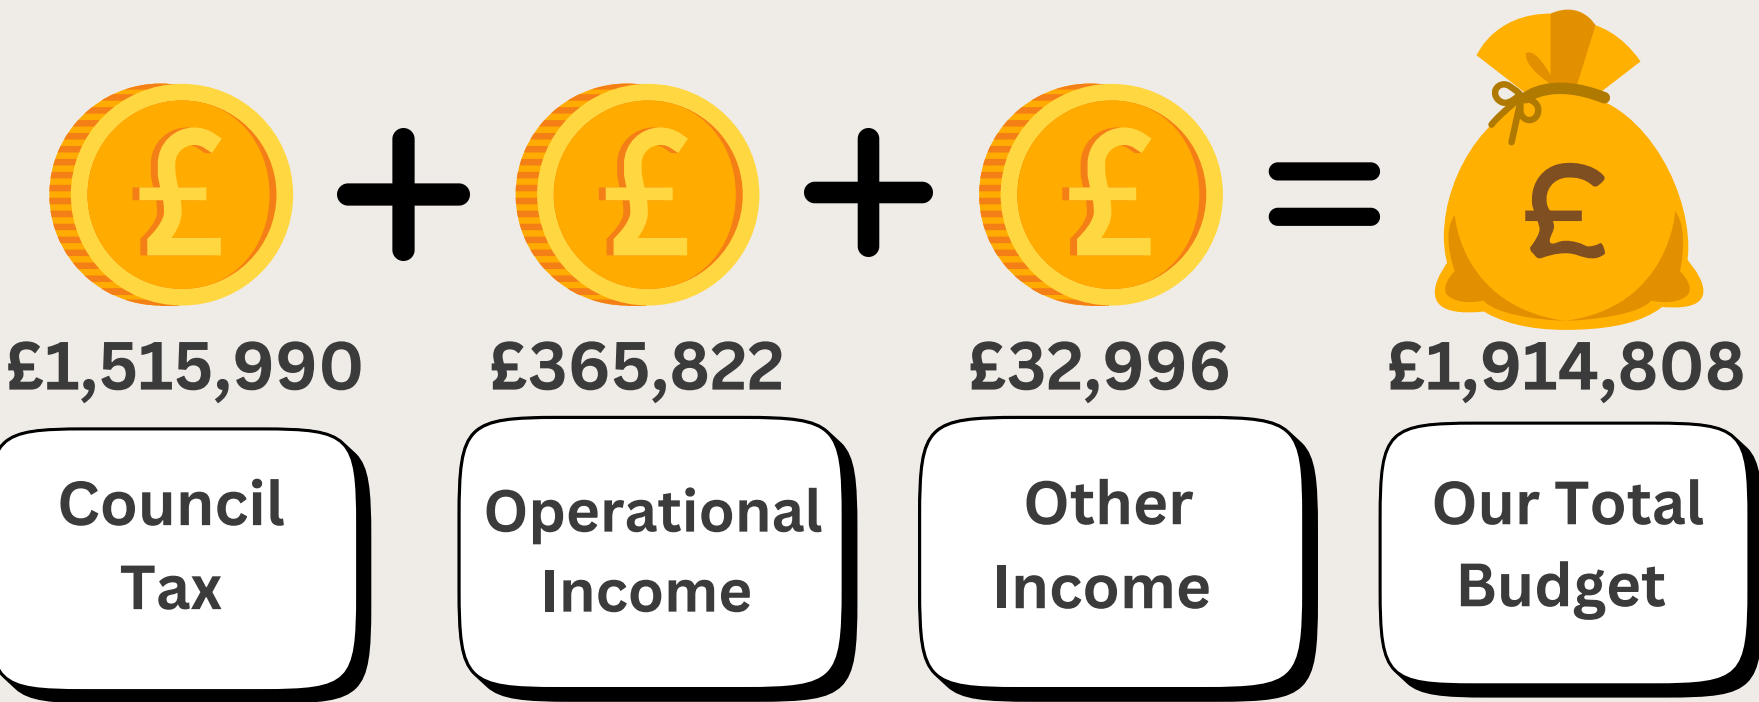 £ + £ + £ = £
£1,515,990 £365,822 £32,996 £1,914,808
Council
Tax
Operational
Income
Other
Income
Our Total
Budget